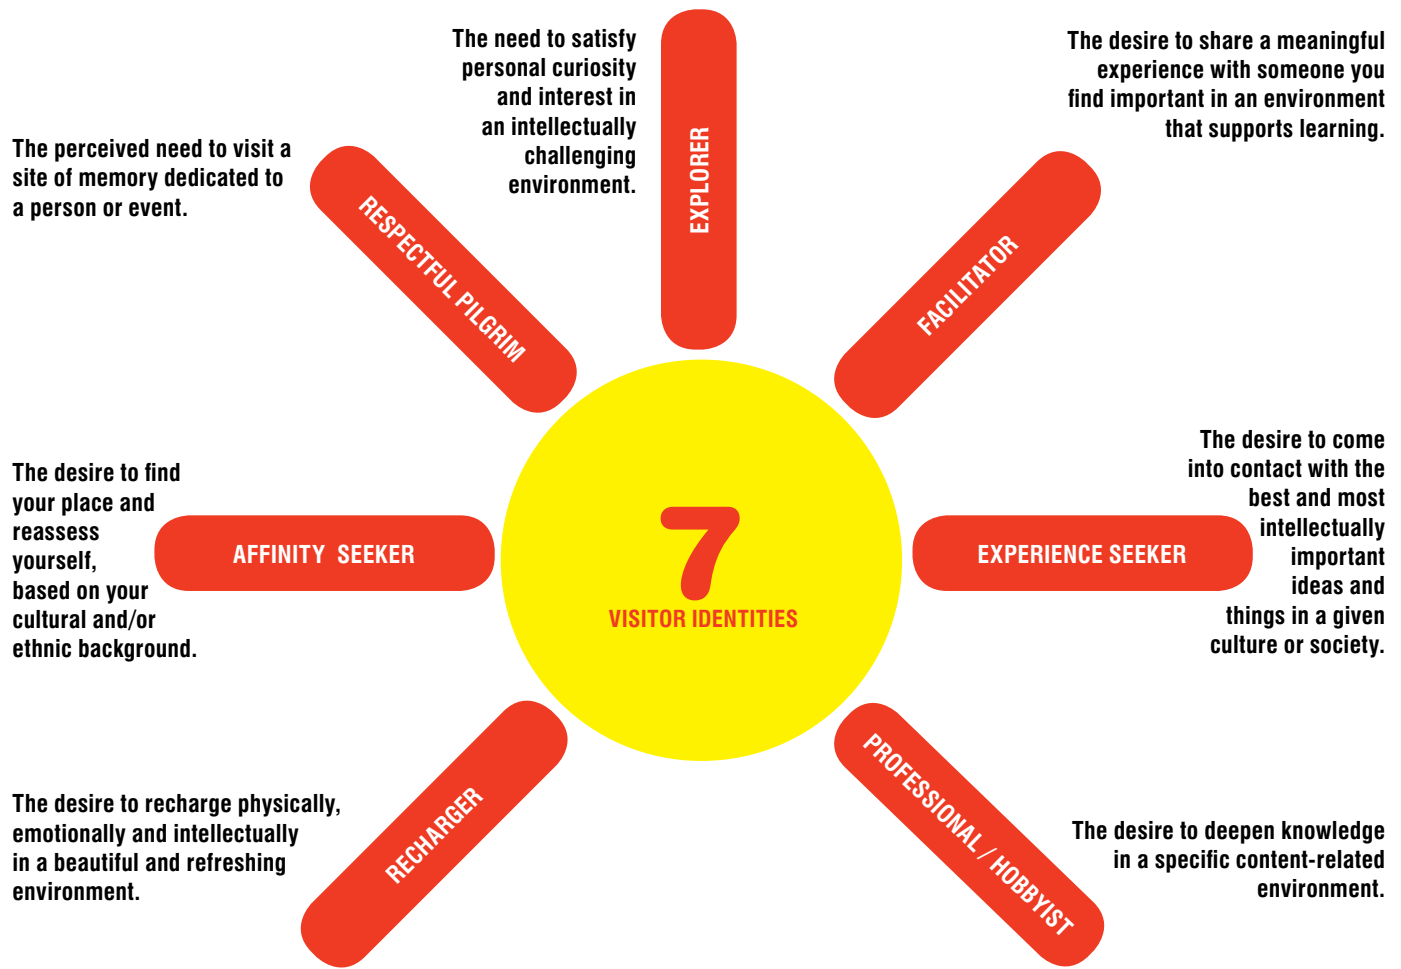 The need to satisfy
personal curiosity
and interest in
an intellectually
challenging
environment.
EXPLORER
The desire to share a meaningful
experience with someone you
find important in an environment
that supports learning.
FACILITATOR
The desire to come
into contact with the
best and most
intellectually
important
ideas and
things in a given
culture or society.
EXPERIENCE SEEKER
The desire to deepen knowledge
in a specific content-related
environment.
PROFESSIONAL / HOBBYIST
The desire to recharge physically,
emotionally and intellectually
in a beautiful and refreshing
environment.
RECHARGER
The desire to find
your place and
reassess
yourself,
based on your
cultural and/or
ethnic background.
AFFINITY SEEKER
The perceived need to visit a
site of memory dedicated to
a person or event.
RESPECTFUL PILGRIM
7
VISITOR IDENTITIES